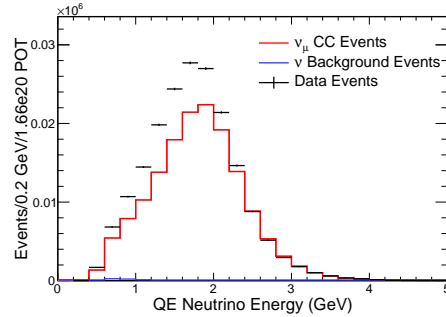 ×10⁶
0.03
0.02
0.01
0
Events/0.2 GeV/1.66e20 POT
νμ CC Events
ν Background Events
Data Events
0 1 2 3 4 5
QE Neutrino Energy (GeV)